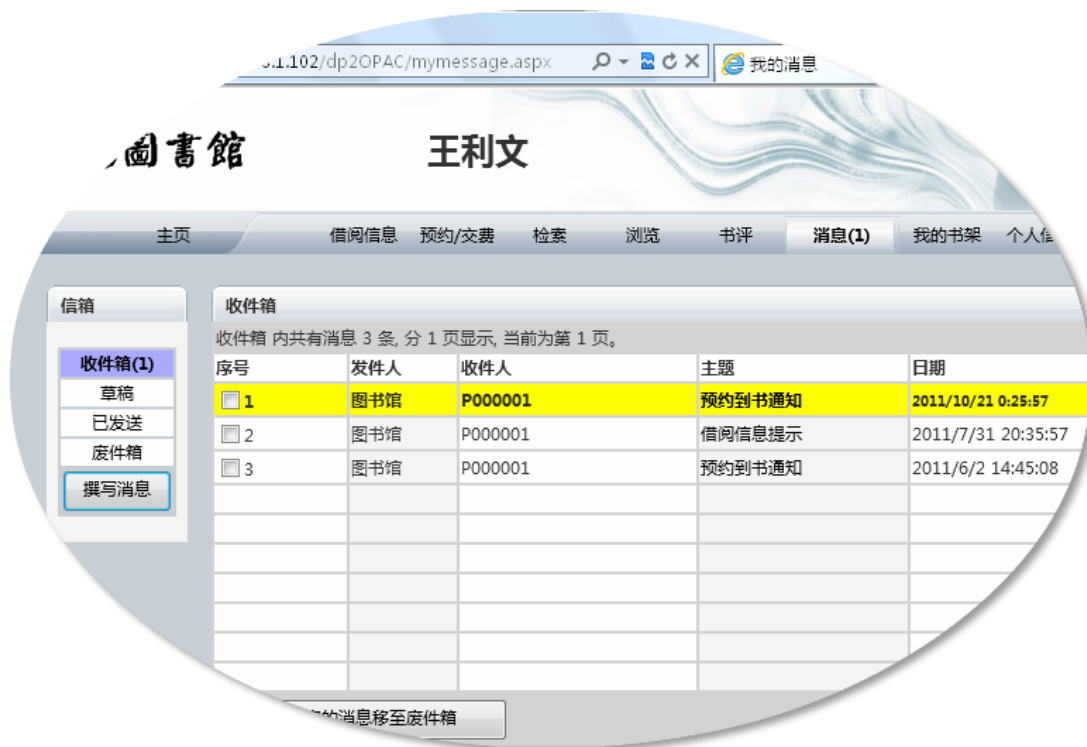 .1.102/dp2OPAC/mymessage.aspx 我的消息
圖書館 王利文
主页 借阅信息 预约/交费 检索 浏览 书评 消息(1) 我的书架 个人信
信箱 收件箱
收件箱 内共有消息 3 条, 分 1 页显示, 当前为第 1 页。
收件箱(1)
草稿
已发送
废件箱
撰写消息
序号 发件人 收件人 主题 日期
1 图书馆 P000001 预约到书通知 2011/10/21 0:25:57
2 图书馆 P000001 借阅信息提示 2011/7/31 20:35:57
3 图书馆 P000001 预约到书通知 2011/6/2 14:45:08
的消息移至废件箱